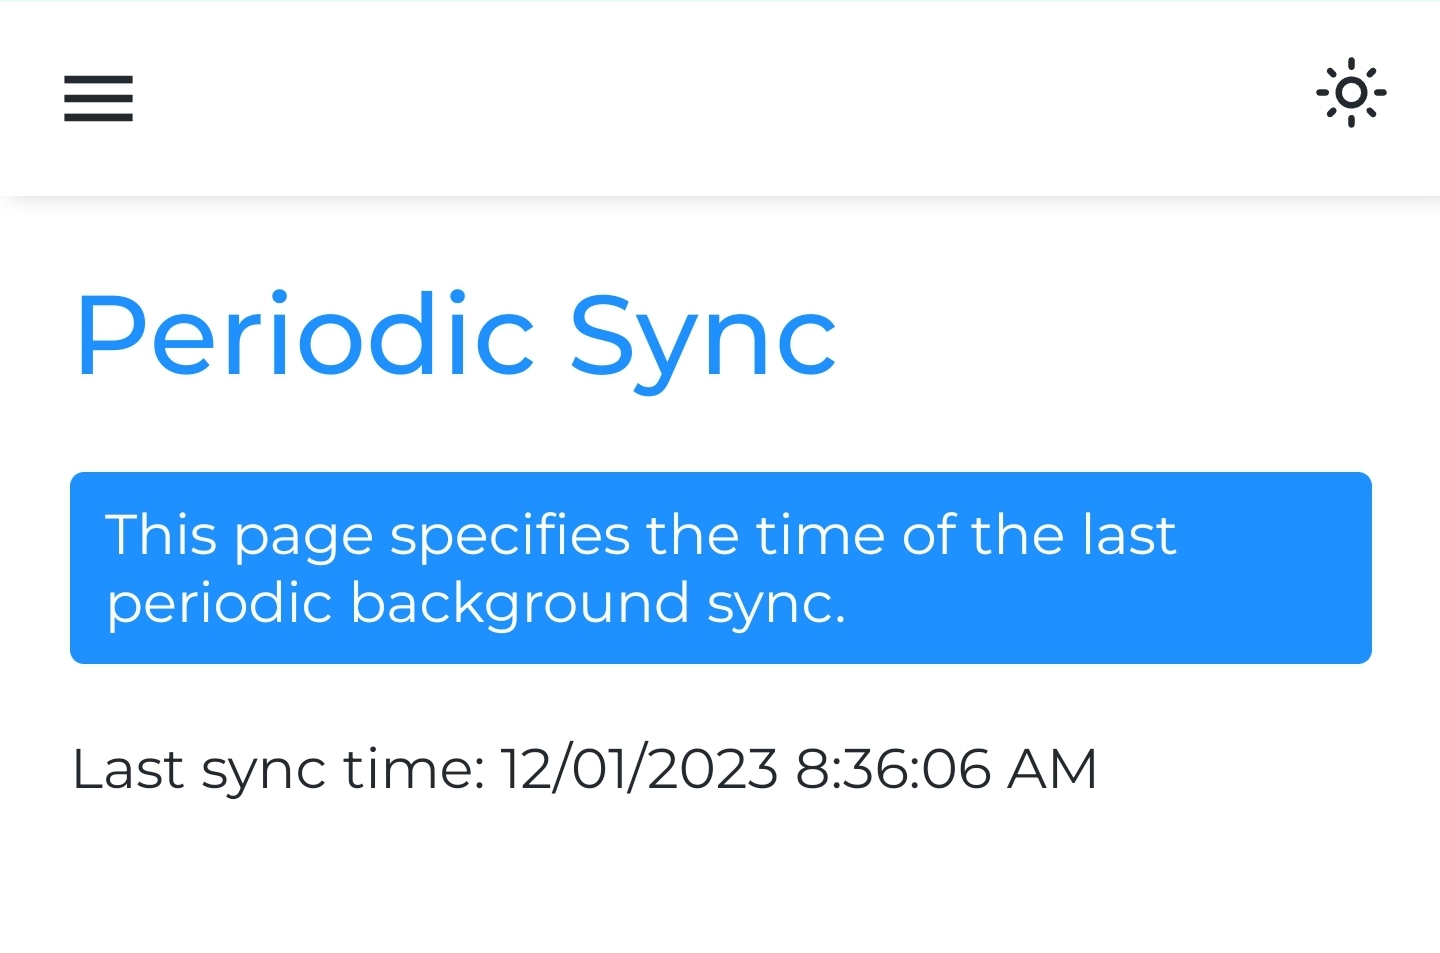 Periodic Sync
This page specifies the time of the last
periodic background sync.
Last sync time: 12/01/2023 8:36:06 AM